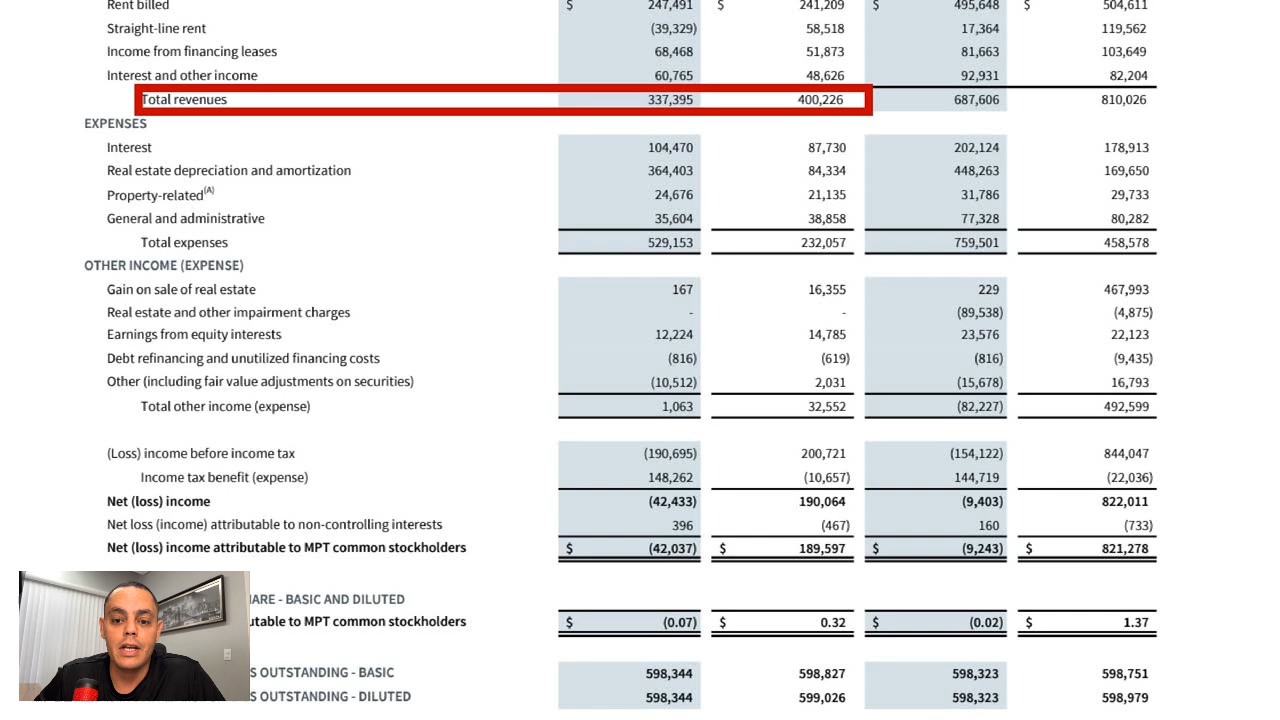 Rent billed $ 247,491 $ 241,209 $ 495,648 $ 504,611
Straight-line rent (39,329) 58,518 17,364 119,562
Income from financing leases 68,468 51,873 81,663 103,649
Interest and other income 60,765 48,626 92,931 82,204
Total revenues 337,395 400,226 687,606 810,026
EXPENSES
Interest 104,470 87,730 202,124 178,913
Real estate depreciation and amortization 364,403 84,334 448,263 169,650
Property-related(A) 24,676 21,135 31,786 29,733
General and administrative 35,604 38,858 77,328 80,282
Total expenses 529,153 232,057 759,501 458,578
OTHER INCOME (EXPENSE)
Gain on sale of real estate 167 16,355 229 467,993
Real estate and other impairment charges - - (89,538) (4,875)
Earnings from equity interests 12,224 14,785 23,576 22,123
Debt refinancing and unutilized financing costs (816) (619) (816) (9,435)
Other (including fair value adjustments on securities) (10,512) 2,031 (15,678) 16,793
Total other income (expense) 1,063 32,552 (82,227) 492,599
(Loss) income before income tax (190,695) 200,721 (154,122) 844,047
Income tax benefit (expense) 148,262 (10,657) 144,719 (22,036)
Net (loss) income (42,433) 190,064 (9,403) 822,011
Net loss (income) attributable to non-controlling interests 396 (467) 160 (733)
Net (loss) income attributable to MPT common stockholders $ (42,037) $ 189,597 $ (9,243) $ 821,278
ARE - BASIC AND DILUTED
utable to MPT common stockholders $ (0.07) $ 0.32 $ (0.02) $ 1.37
S OUTSTANDING - BASIC 598,344 598,827 598,323 598,751
S OUTSTANDING - DILUTED 598,344 599,026 598,323 598,979